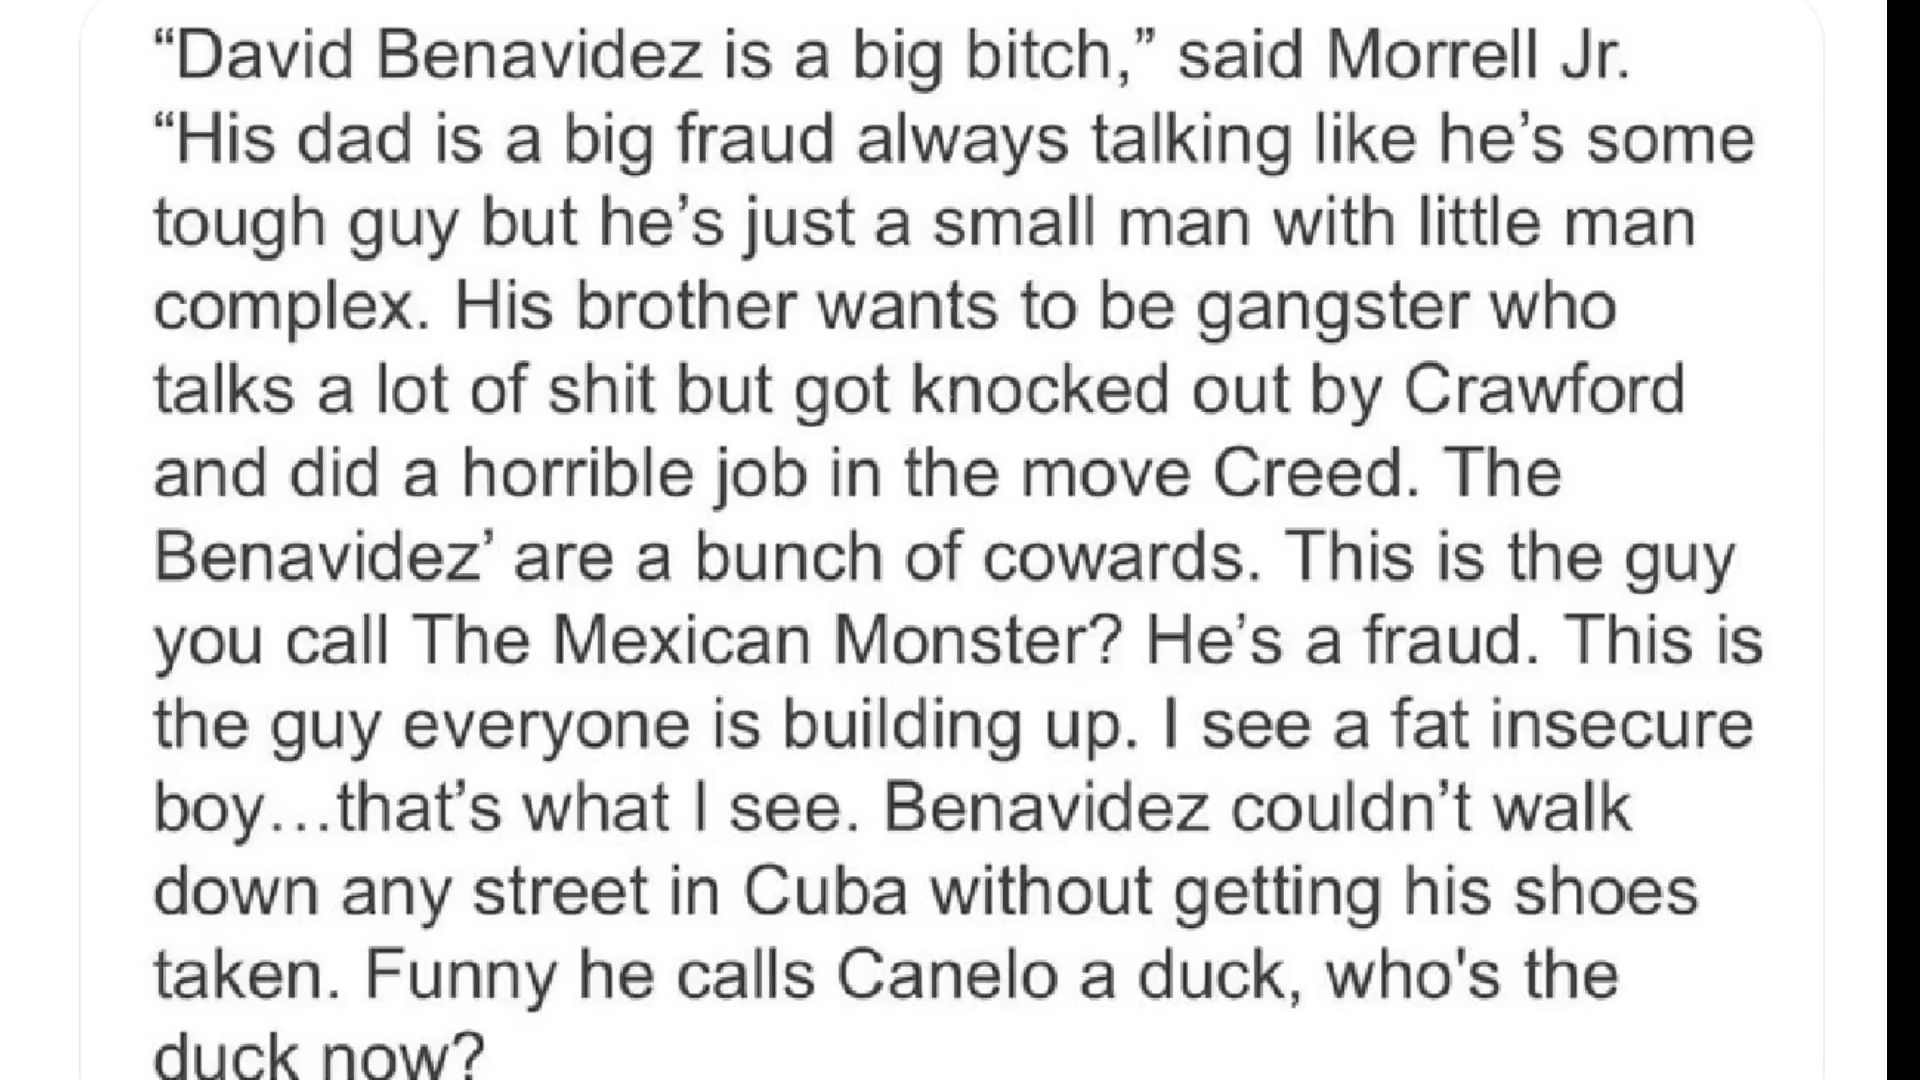 “David Benavidez is a big bitch,” said Morrell Jr.
“His dad is a big fraud always talking like he’s some
tough guy but he’s just a small man with little man
complex. His brother wants to be gangster who
talks a lot of shit but got knocked out by Crawford
and did a horrible job in the move Creed. The
Benavidez’ are a bunch of cowards. This is the guy
you call The Mexican Monster? He’s a fraud. This is
the guy everyone is building up. I see a fat insecure
boy…that’s what I see. Benavidez couldn’t walk
down any street in Cuba without getting his shoes
taken. Funny he calls Canelo a duck, who's the
duck now?